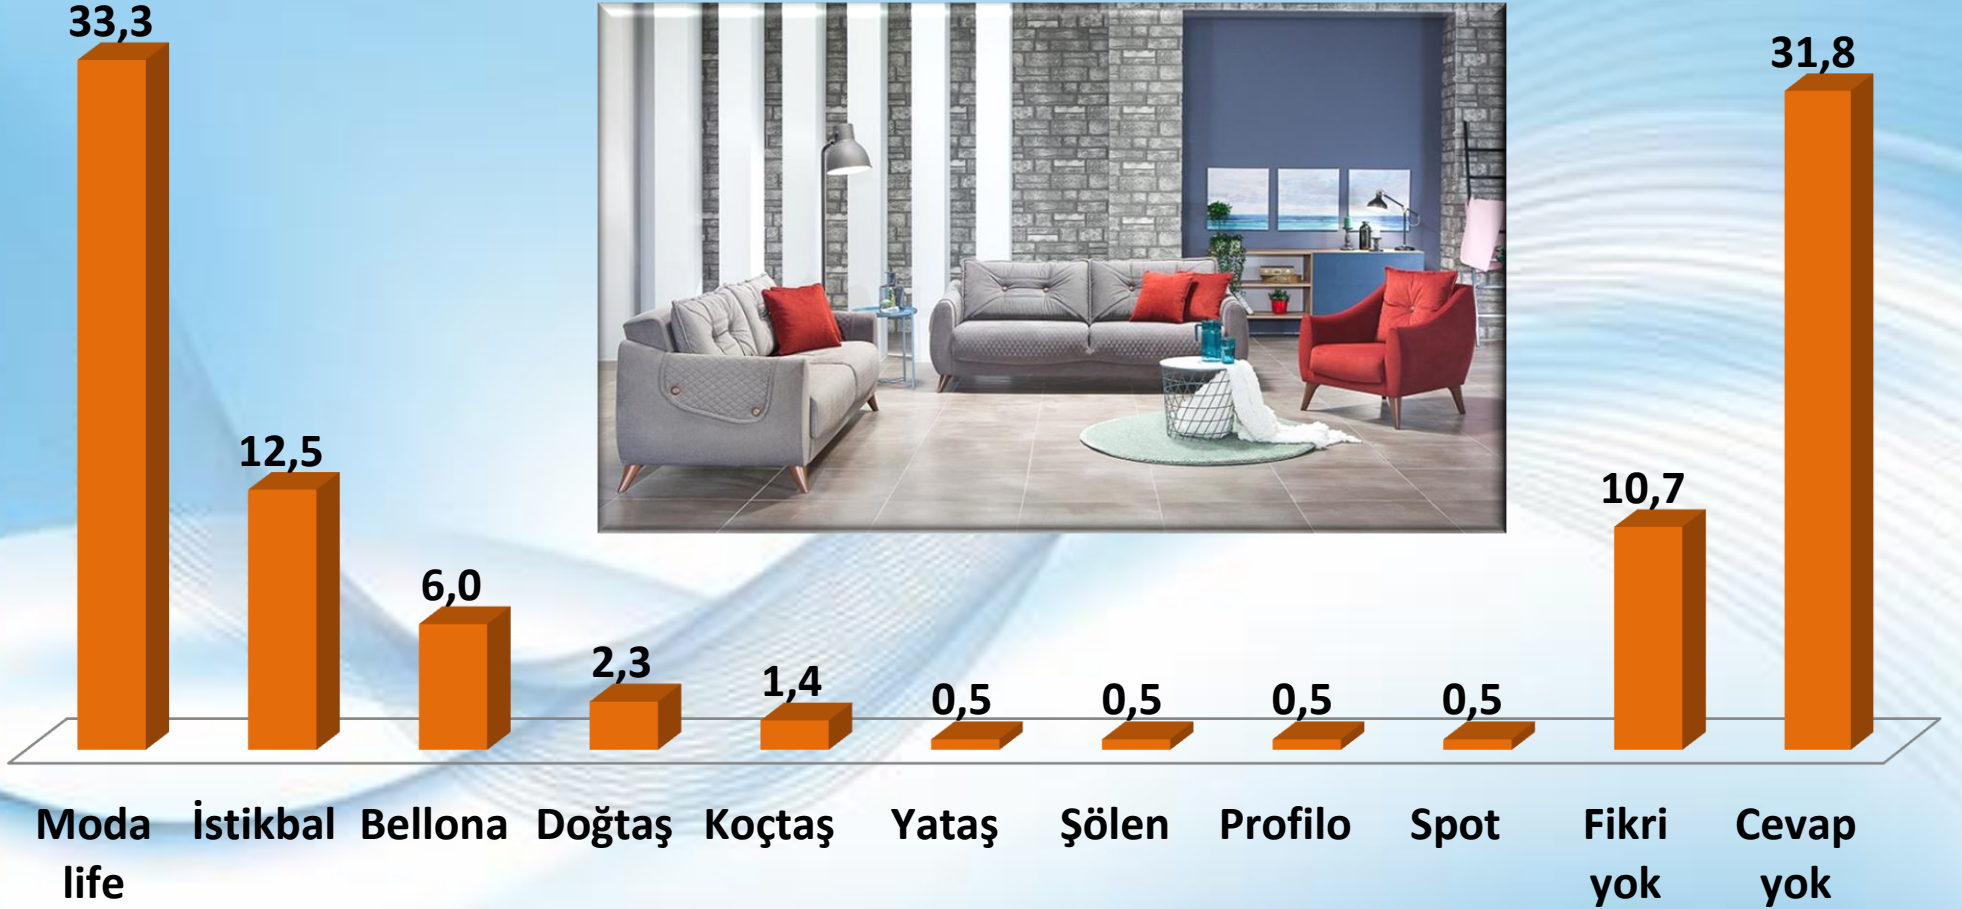 33,3
12,5
6,0
2,3
1,4
0,5
0,5
0,5
0,5
10,7
31,8
Moda life
İstikbal
Bellona
Doğtaş
Koçtaş
Yataş
Şölen
Profilo
Spot
Fikri yok
Cevap yok